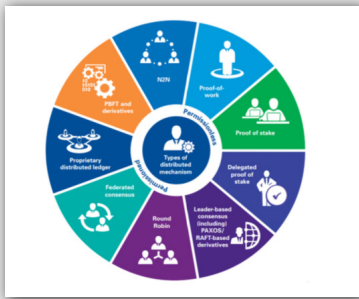 N2N
Proof-of-
work
Proof of stake
Delegated
proof of
stake
Leader-based
consensus
(including)
PAXOS/
RAFT-based
derivatives
Round
Robin
Federated
consensus
Proprietary
distributed ledger
PBFT and
derivatives
Permissionless
Permissioned
Types of
distributed
mechanism